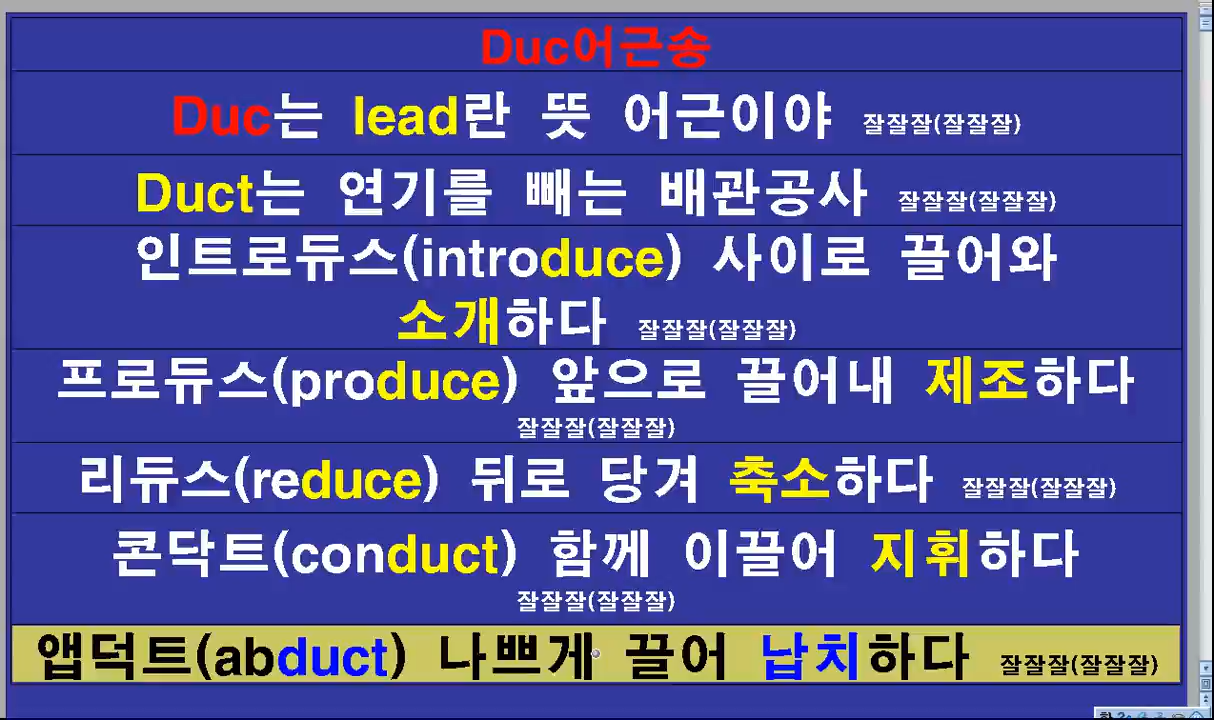 Duc어근송
Duc는 lead란 뜻 어근이야 잘잘잘(잘잘잘)
Duct는 연기를 빼는 배관공사 잘잘잘(잘잘잘)
인트로듀스(introduce) 사이로 끌어와
소개하다 잘잘잘(잘잘잘)
프로듀스(produce) 앞으로 끌어내 제조하다
잘잘잘(잘잘잘)
리듀스(reduce) 뒤로 당겨 축소하다 잘잘잘(잘잘잘)
콘닥트(conduct) 함께 이끌어 지휘하다
잘잘잘(잘잘잘)
앱덕트(abduct) 나쁘게 끌어 납치하다 잘잘잘(잘잘잘)